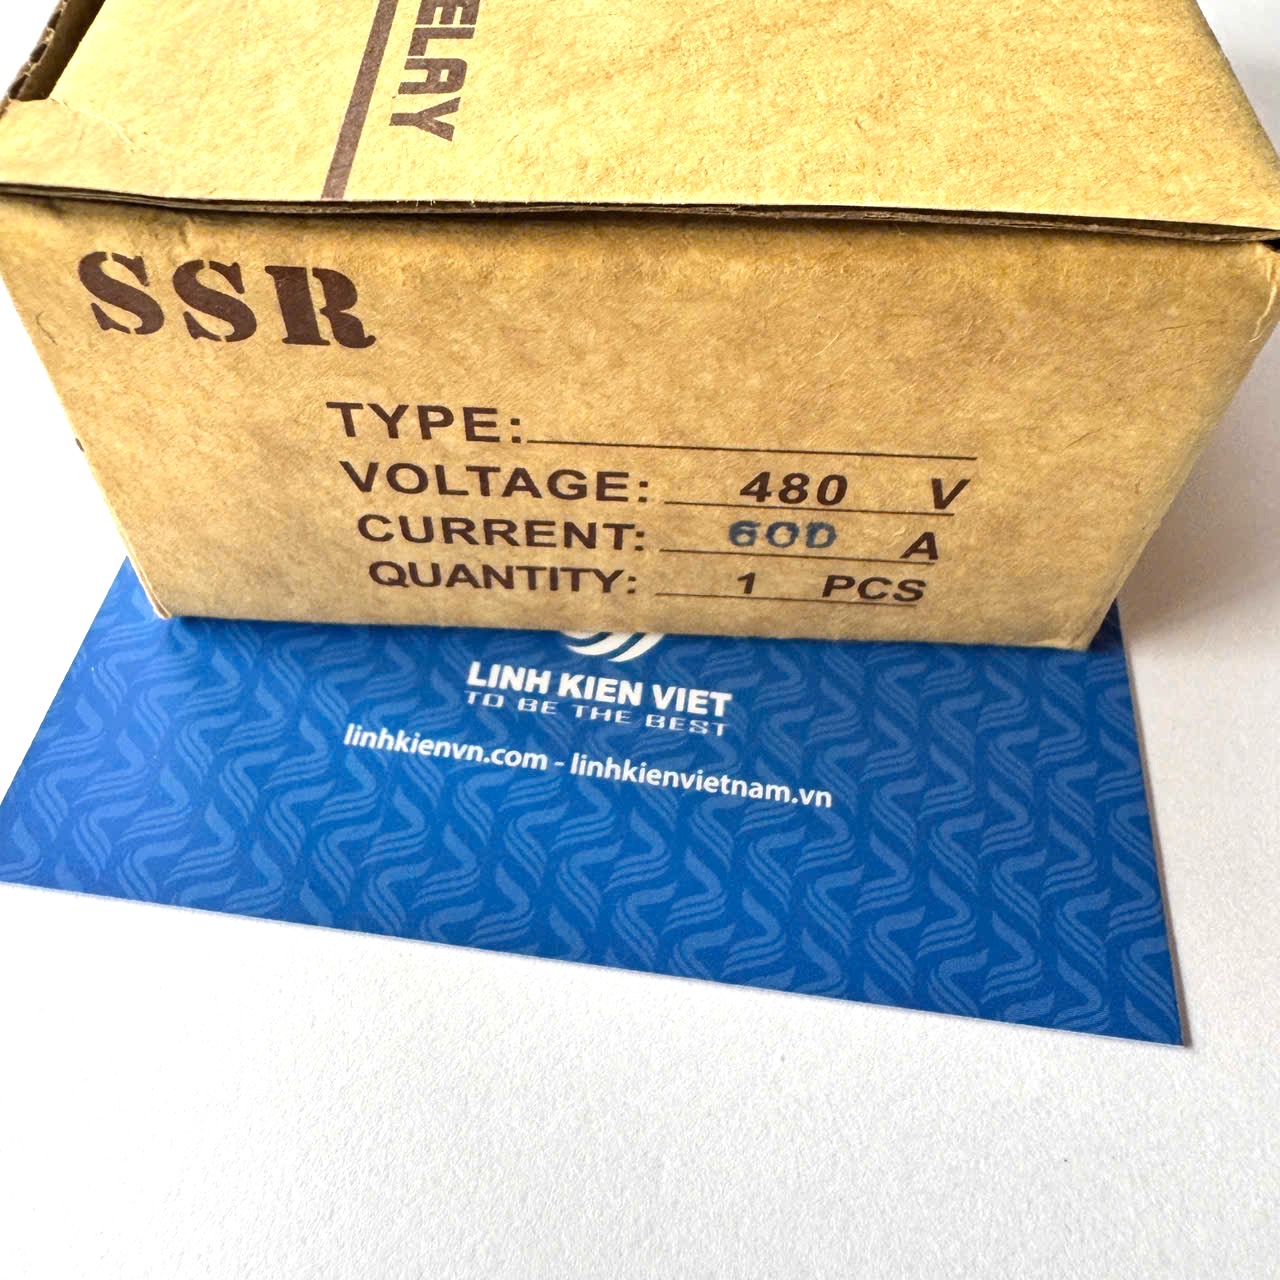 ELAY
SSR
TYPE:
VOLTAGE: 480 V
CURRENT: 60D A
QUANTITY: 1 PCS
LINH KIEN VIET
TO BE THE BEST
linhkienvn.com - linhkienvietnam.vn